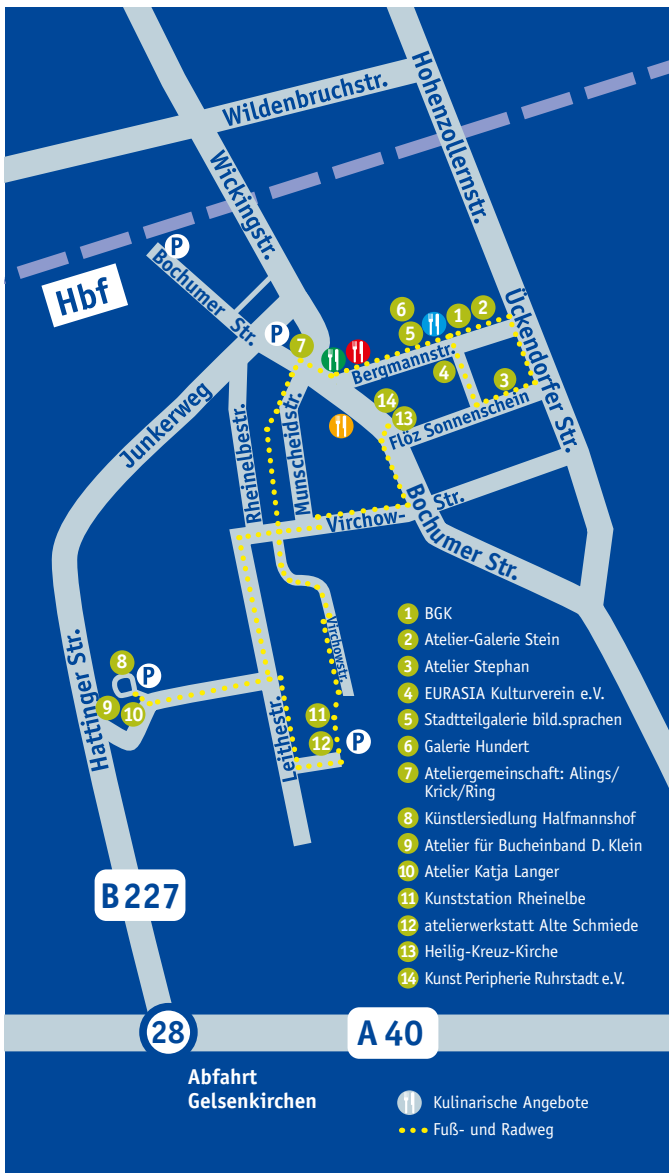 Wildenbruchstr.
Hohenzollernstr.
Wickingstr.
P
Bochumer Str.
Hbf
P
7
6
5
1
2
Ückendorfer Str.
Bergmannstr.
4
3
14
13
Flöz Sonnenschein
Junkerweg
Rheinelbestr.
Munscheidstr.
Virchow- Str.
Bochumer Str.
Virchowstr.
Hattinger Str.
8
P
9
10
Leithestr.
11
12
P
1 BGK
2 Atelier-Galerie Stein
3 Atelier Stephan
4 EURASIA Kulturverein e.V.
5 Stadtteilgalerie bild.sprachen
6 Galerie Hundert
7 Ateliergemeinschaft: Alings/
Krick/Ring
8 Künstlersiedlung Halfmannshof
9 Atelier für Bucheinband D. Klein
10 Atelier Katja Langer
11 Kunststation Rheinelbe
12 atelierwerkstatt Alte Schmiede
13 Heilig-Kreuz-Kirche
14 Kunst Peripherie Ruhrstadt e.V.
B 227
28
A 40
Abfahrt
Gelsenkirchen
Kulinarische Angebote
Fuß- und Radweg